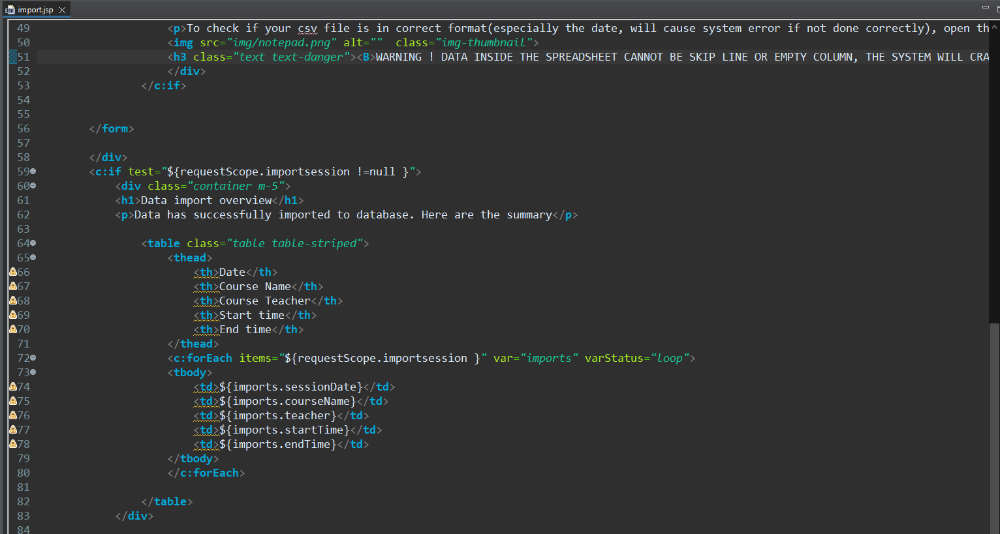 import.jsp
49 <p>To check if your csv file is in correct format(especially the date, will cause system error if not done correctly), open th
50 <img src="img/notepad.png" alt=""  class="img-thumbnail">
51 <h3 class="text text-danger"><B>WARNING ! DATA INSIDE THE SPREADSHEET CANNOT BE SKIP LINE OR EMPTY COLUMN, THE SYSTEM WILL CRA
52 </div>
53 </c:if>
54
55
56 </form>
57
58 </div>
59 <c:if test="${requestScope.importsession !=null }">
60 <div class="container m-5">
61 <h1>Data import overview</h1>
62 <p>Data has successfully imported to database. Here are the summary</p>
63
64 <table class="table table-striped">
65 <thead>
66 <th>Date</th>
67 <th>Course Name</th>
68 <th>Course Teacher</th>
69 <th>Start time</th>
70 <th>End time</th>
71 </thead>
72 <c:forEach items="${requestScope.importsession }" var="imports" varStatus="loop">
73 <tbody>
74 <td>${imports.sessionDate}</td>
75 <td>${imports.courseName}</td>
76 <td>${imports.teacher}</td>
77 <td>${imports.startTime}</td>
78 <td>${imports.endTime}</td>
79 </tbody>
80 </c:forEach>
81
82 </table>
83 </div>
84